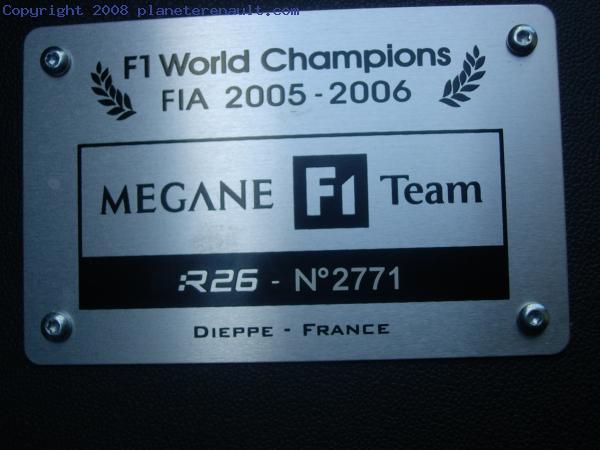 Copyright 2008 planeterenault.com
F1 World Champions
FIA 2005-2006
MEGANE F1 Team
R26 - N°2771
DIEPPE - FRANCE